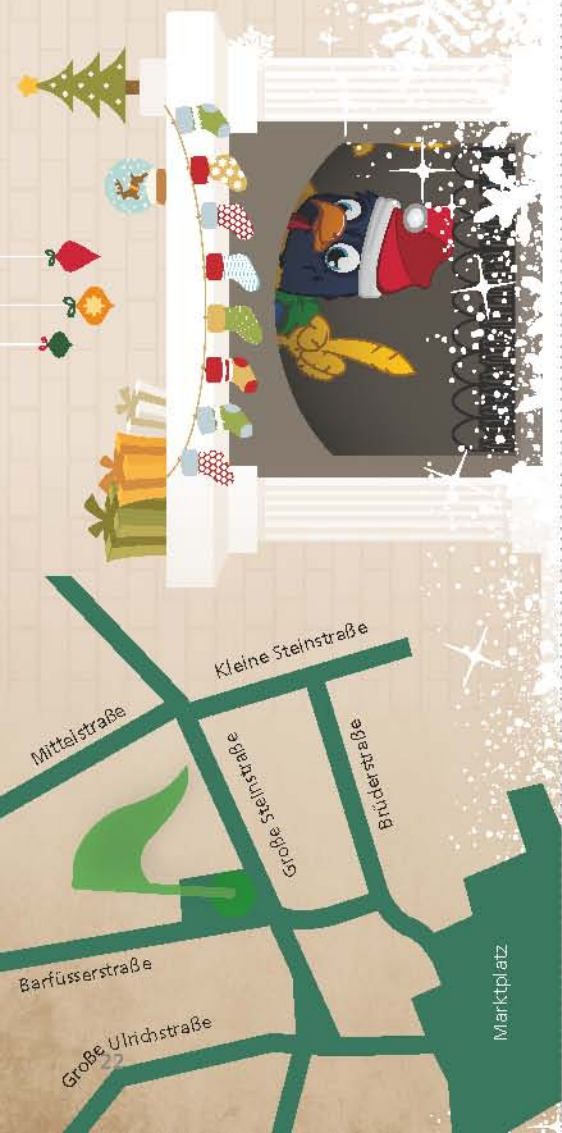 Kleine Steinstraße
Mittelstraße
Große Steinstraße
Brüderstraße
Barfüsserstraße
Große Ulrichstraße
Marktplatz
22